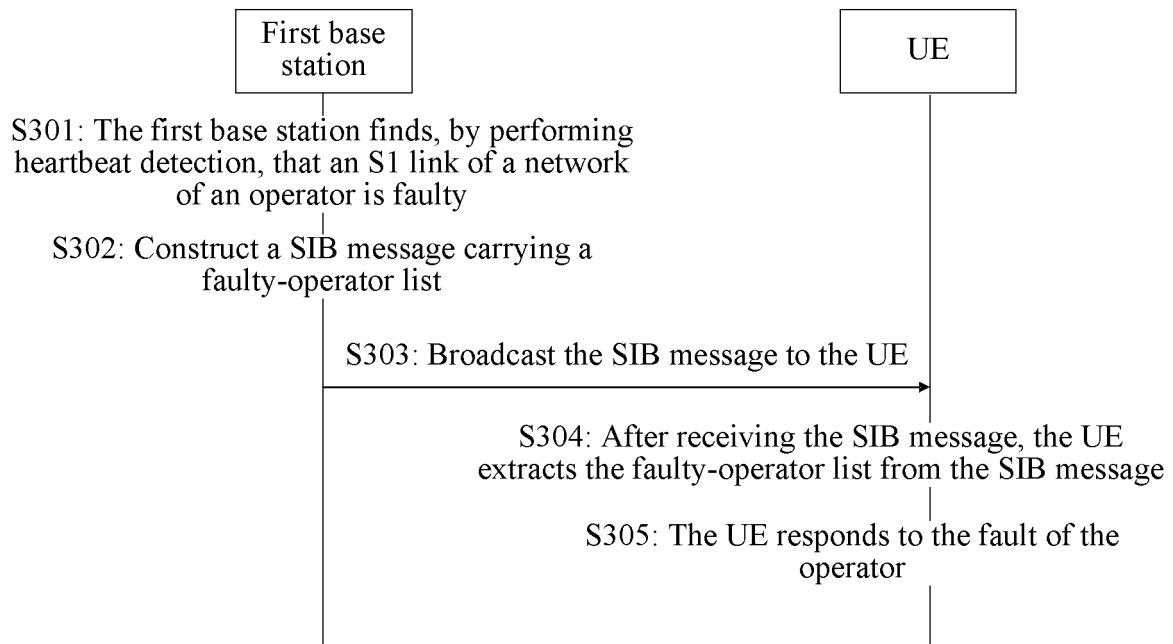 First base
station
UE
S301: The first base station finds, by performing
heartbeat detection, that an S1 link of a network
of an operator is faulty
S302: Construct a SIB message carrying a
faulty-operator list
S303: Broadcast the SIB message to the UE
S304: After receiving the SIB message, the UE
extracts the faulty-operator list from the SIB message
S305: The UE responds to the fault of the
operator